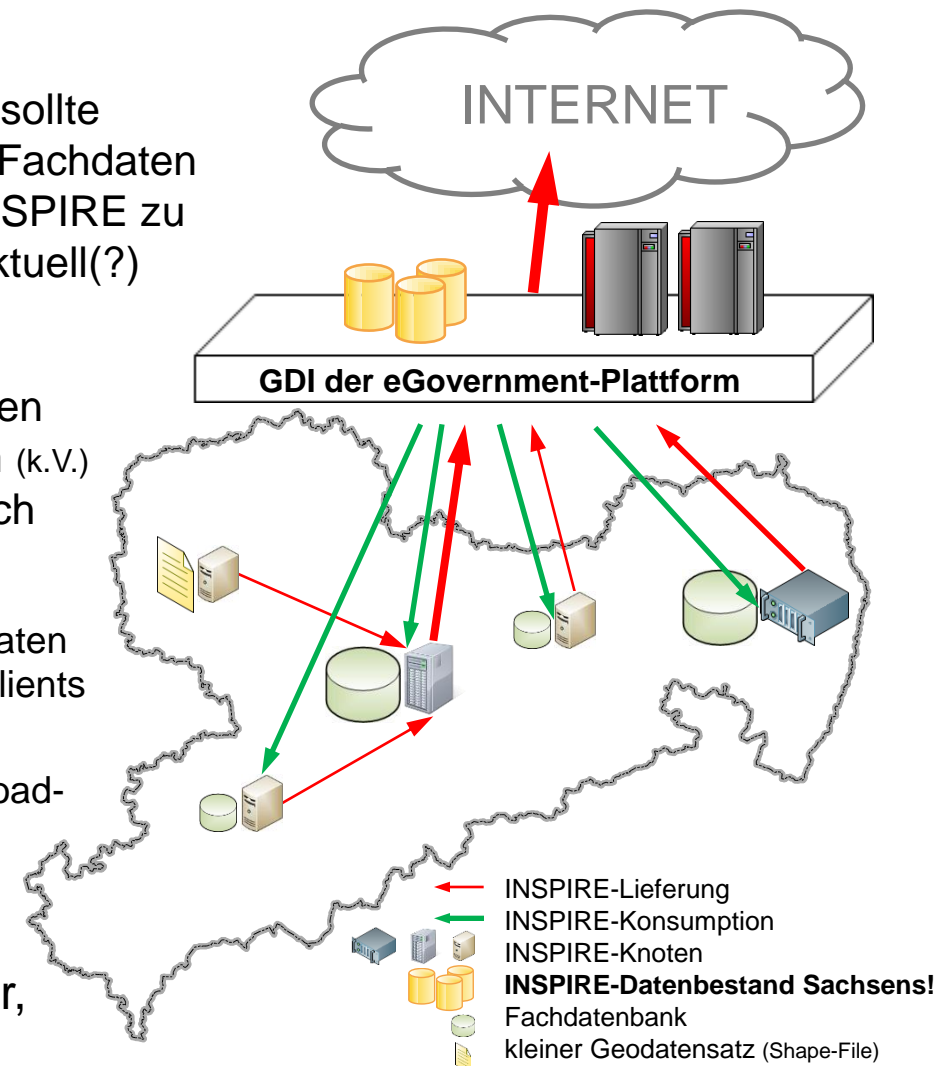 INTERNET
sollte
Fachdaten
SPIRE zu
ktuell(?)
GDI der eGovernment-Plattform
en
(k.V.)
ch
aten
lients
oad-
r,
INSPIRE-Lieferung
INSPIRE-Konsumption
INSPIRE-Knoten
INSPIRE-Datenbestand Sachsens!
Fachdatenbank
kleiner Geodatensatz (Shape-File)